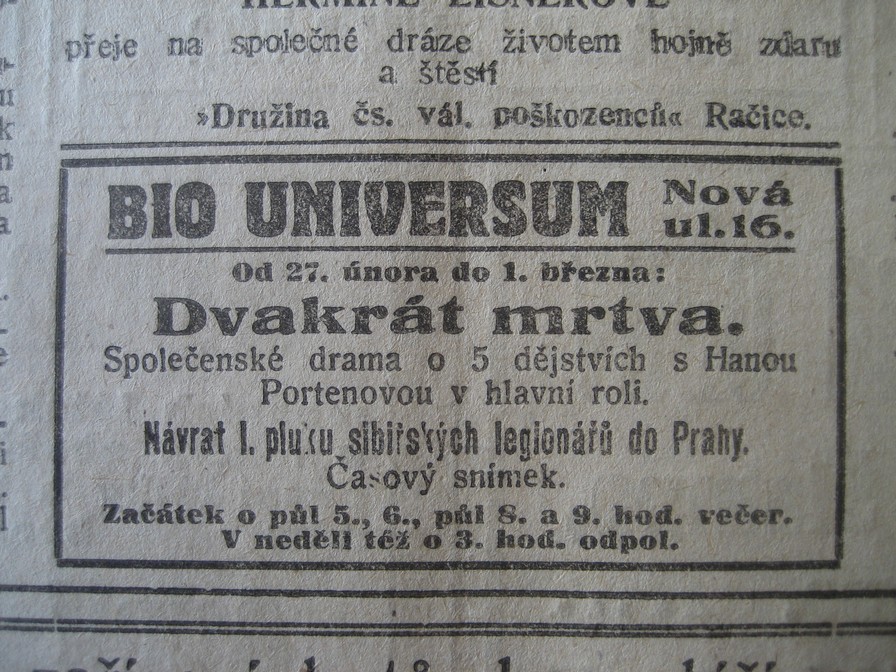 přeje na společné dráze životem hojně zdaru
a štěstí
»Družina čs. vál. poškozenců« Račice.
BIO UNIVERSUM Nová
ul. 16.
Od 27. února do 1. března:
Dvakrát mrtva.
Společenské drama o 5 dějstvích s Hanou
Portenovou v hlavní roli.
Návrat I. pluku sibiřských legionářů do Prahy.
Časový snímek.
Začátek o půl 5., 6., půl 8. a 9. hod. večer.
V neděli též o 3. hod. odpol.